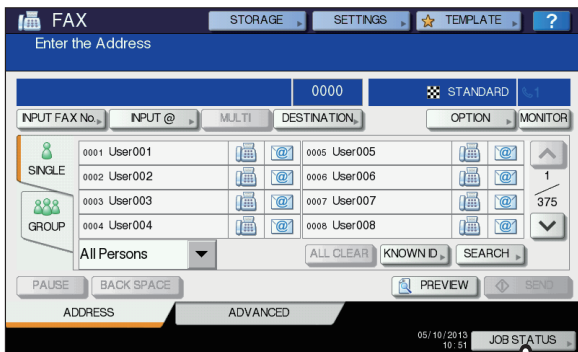 FAX STORAGE SETTINGS TEMPLATE ?
Enter the Address
0000 STANDARD 1
INPUT FAX No. INPUT @ MULTI DESTINATION OPTION MONITOR
SINGLE
0001 User001 @ 0005 User005 @
0002 User002 @ 0006 User006 @
1
0003 User003 @ 0007 User007 @
375
GROUP
0004 User004 @ 0008 User008 @
All Persons ALL CLEAR KNOWN ID SEARCH
PAUSE BACK SPACE PREVIEW SEND
ADDRESS ADVANCED
05/10/2013
10:51
JOB STATUS